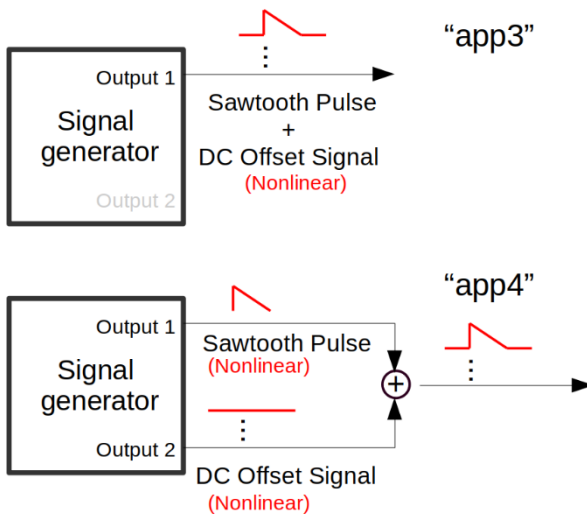 “app3”
Output 1
Signal
generator
Output 2
Sawtooth Pulse
+
DC Offset Signal
(Nonlinear)
“app4”
Output 1
Signal
generator
Output 2
Sawtooth Pulse
(Nonlinear)
+
DC Offset Signal
(Nonlinear)